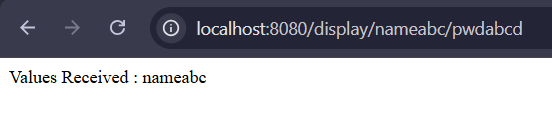 localhost:8080/display/nameabc/pwdabcd
Values Received : nameabc